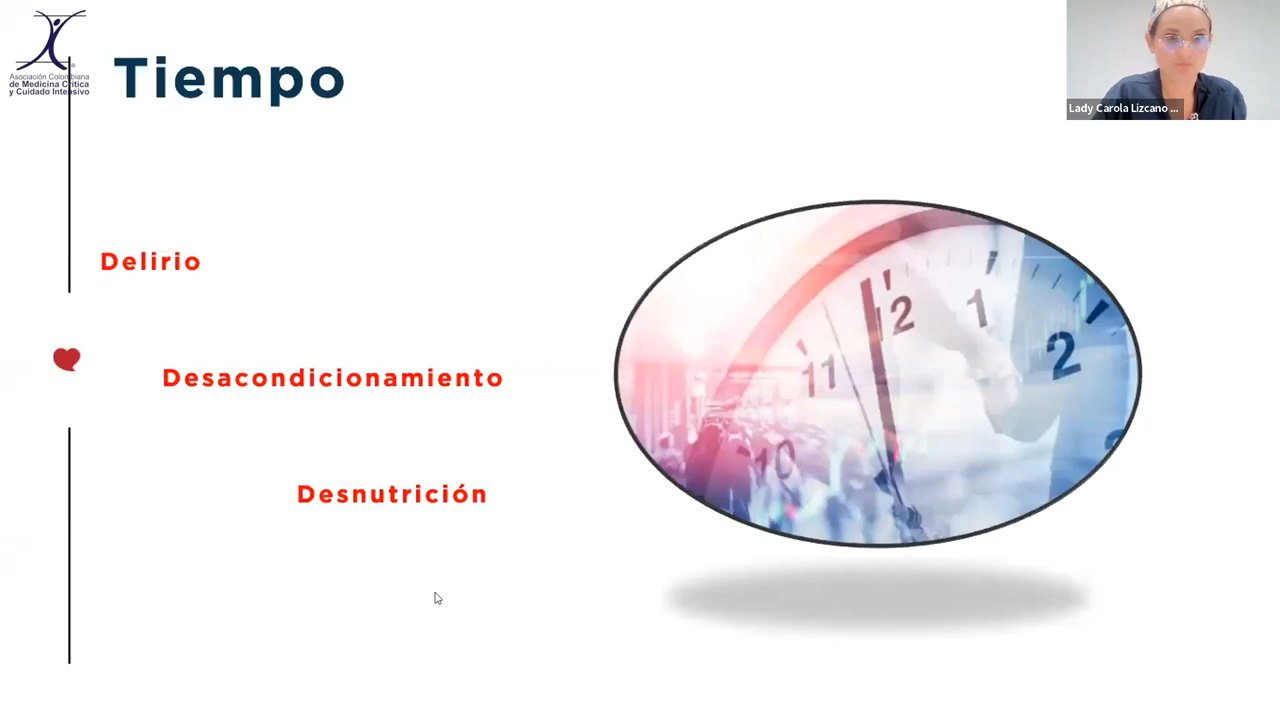 Asociación Colombiana
de Medicina Crítica
y Cuidado Intensivo
Tiempo
Lady Carola Lizcano ...
Delirio
Desacondicionamiento
Desnutrición
12
1
2
11
10